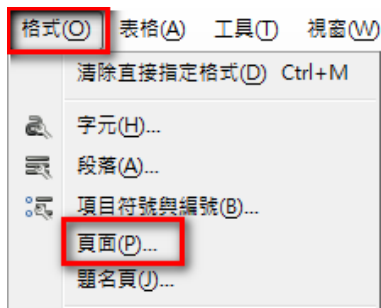 格式(O) 表格(A) 工具(T) 視窗(W)
清除直接指定格式(D) Ctrl+M
字元(H)...
段落(A)...
項目符號與編號(B)...
頁面(P)...
題名頁(J)...